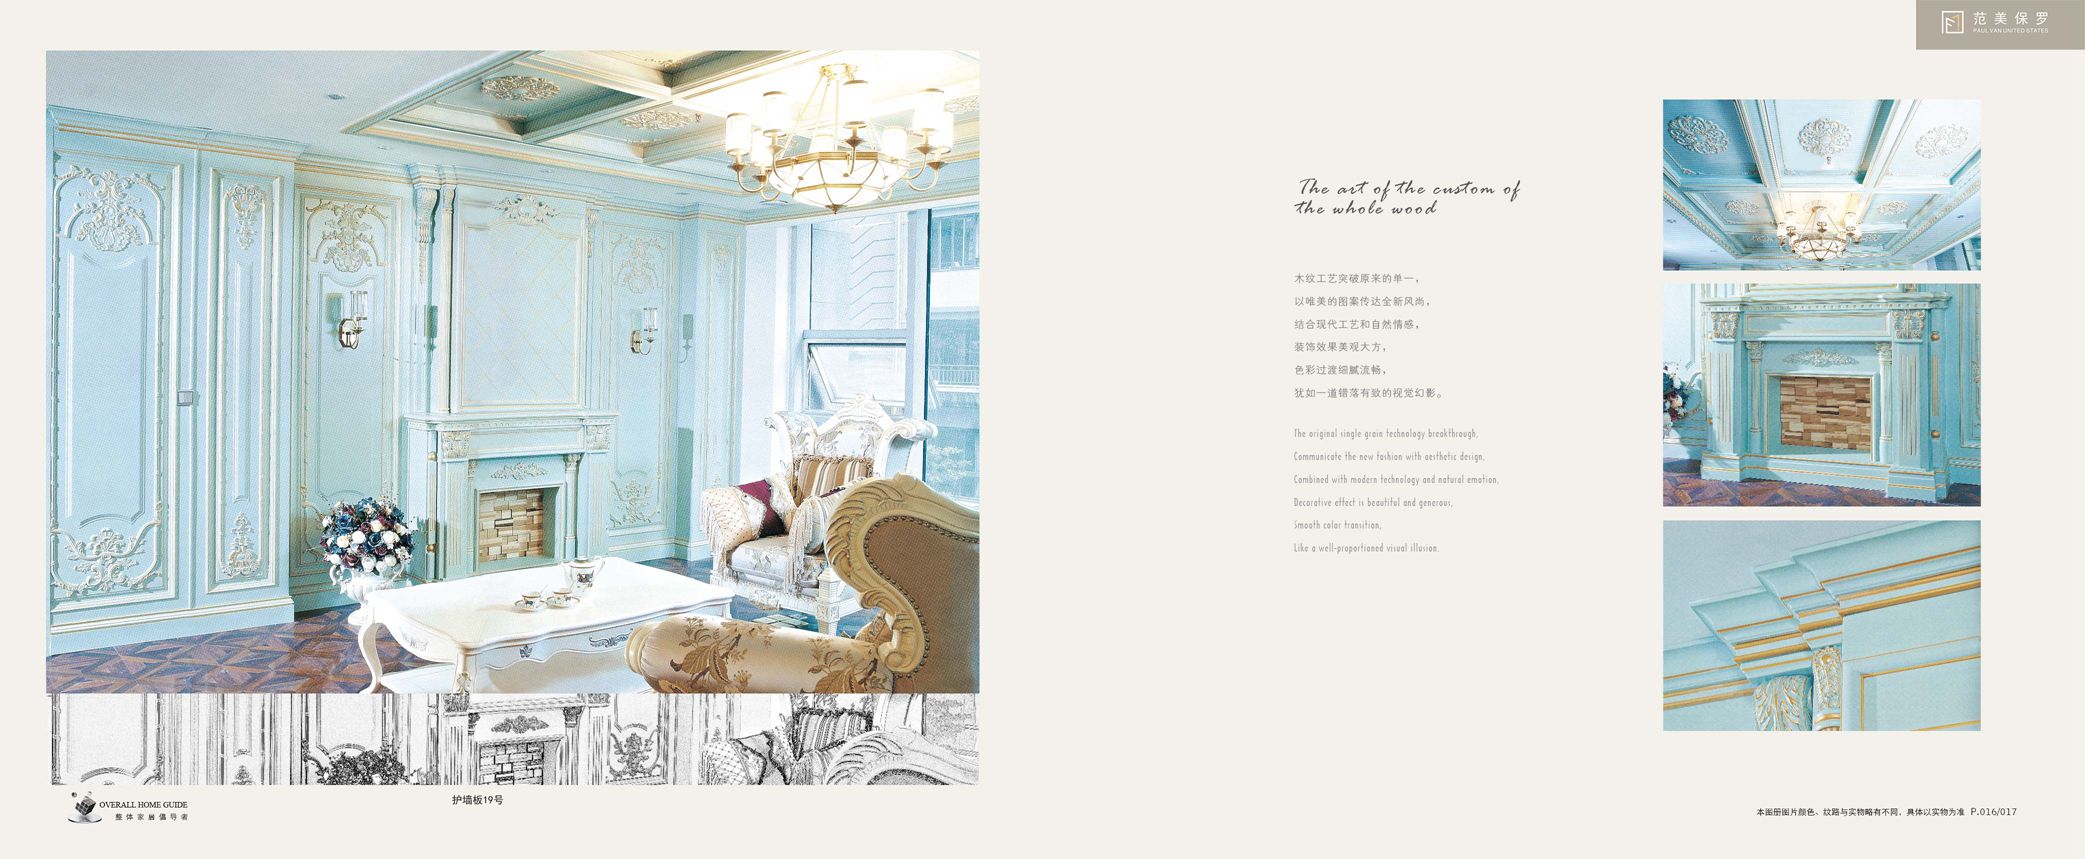 范美保罗
PAUL VAN UNITED STATES
The art of the custom of
the whole wood
木纹工艺突破原来的单一，
以唯美的图案传达全新风尚，
结合现代工艺和自然情感，
装饰效果美观大方，
色彩过渡细腻流畅，
犹如一道错落有致的视觉幻影。
The original single grain technology breakthrough,
Communicate the new fashion with aesthetic design,
Combined with modern technology and natural emotion,
Decorative effect is beautiful and generous,
Smooth color transition,
Like a well-proportioned visual illusion.
护墙板19号
OVERALL HOME GUIDE
整体家居倡导者
本图册图片颜色、纹路与实物略有不同，具体以实物为准 P.016/017